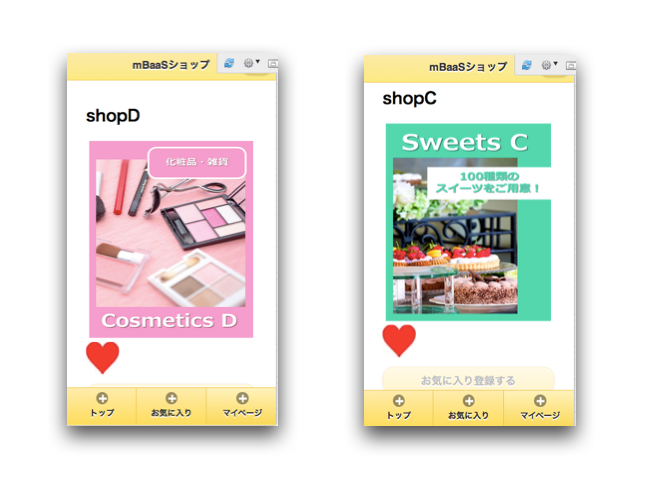 mBaaSショップ
shopD
化粧品・雑貨
Cosmetics D
トップ
お気に入り
マイページ
mBaaSショップ
shopC
Sweets C
100種類の
スイーツをご用意！
お気に入り登録する
トップ
お気に入り
マイページ